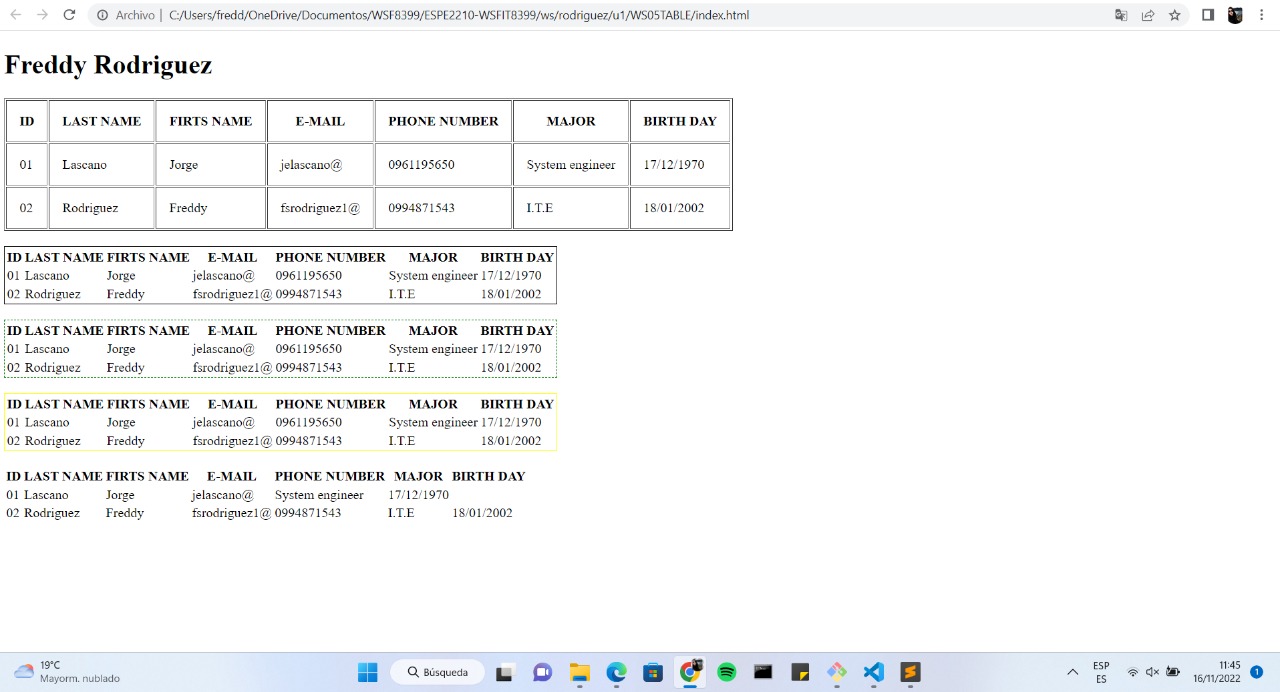 Archivo | C:/Users/fredd/OneDrive/Documentos/WSF8399/ESPE2210-WSFIT8399/ws/rodriguez/u1/WS05TABLE/index.html
Freddy Rodriguez
ID LAST NAME FIRTS NAME E-MAIL PHONE NUMBER MAJOR BIRTH DAY
01 Lascano Jorge jelascano@ 0961195650 System engineer 17/12/1970
02 Rodriguez Freddy fsrodriguez1@ 0994871543 I.T.E 18/01/2002
ID LAST NAME FIRTS NAME E-MAIL PHONE NUMBER MAJOR BIRTH DAY
01 Lascano Jorge jelascano@ 0961195650 System engineer 17/12/1970
02 Rodriguez Freddy fsrodriguez1@ 0994871543 I.T.E 18/01/2002
ID LAST NAME FIRTS NAME E-MAIL PHONE NUMBER MAJOR BIRTH DAY
01 Lascano Jorge jelascano@ 0961195650 System engineer 17/12/1970
02 Rodriguez Freddy fsrodriguez1@ 0994871543 I.T.E 18/01/2002
ID LAST NAME FIRTS NAME E-MAIL PHONE NUMBER MAJOR BIRTH DAY
01 Lascano Jorge jelascano@ 0961195650 System engineer 17/12/1970
02 Rodriguez Freddy fsrodriguez1@ 0994871543 I.T.E 18/01/2002
ID LAST NAME FIRTS NAME E-MAIL PHONE NUMBER MAJOR BIRTH DAY
01 Lascano Jorge jelascano@ System engineer 17/12/1970
02 Rodriguez Freddy fsrodriguez1@ 0994871543 I.T.E 18/01/2002
19°C
Mayorm. nublado
Búsqueda
ESP
ES
11:45
16/11/2022
1